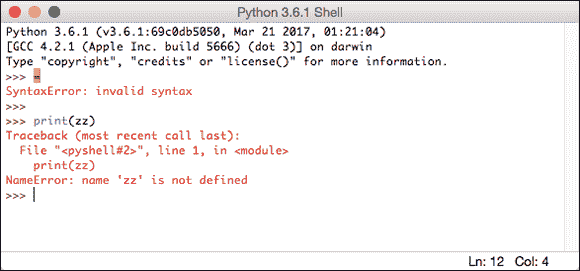 Python 3.6.1 Shell
Python 3.6.1 (v3.6.1:69c0db5050, Mar 21 2017, 01:21:04)
[GCC 4.2.1 (Apple Inc. build 5666) (dot 3)] on darwin
Type "copyright", "credits" or "license()" for more information.
>>> =
SyntaxError: invalid syntax
>>>
>>> print(zz)
Traceback (most recent call last):
  File "<pyshell#2>", line 1, in <module>
    print(zz)
NameError: name 'zz' is not defined
>>>
Ln: 12 Col: 4